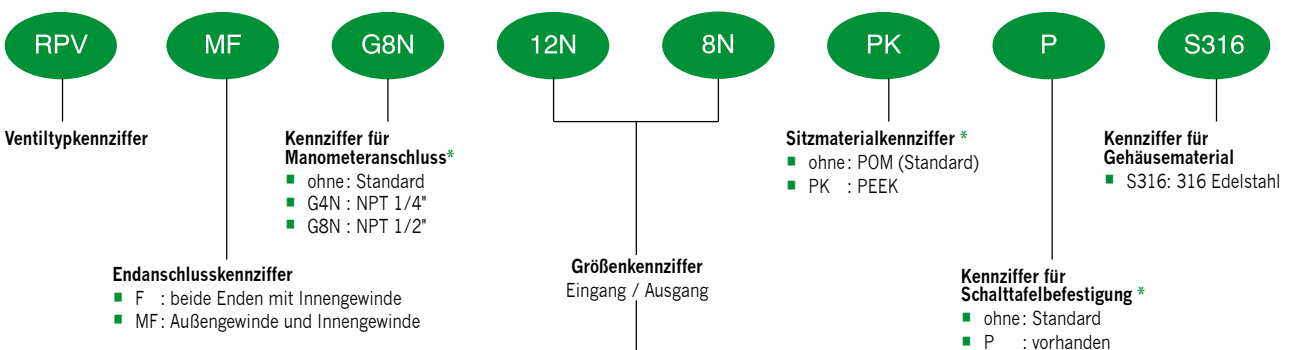 RPV MF G8N 12N 8N PK P S316
Ventiltypkennziffer
Kennziffer für
Manometeranschluss*
ohne: Standard
G4N : NPT 1/4"
G8N : NPT 1/2"
Sitzmaterialkennziffer *
ohne: POM (Standard)
PK : PEEK
Kennziffer für
Gehäusematerial
S316: 316 Edelstahl
Endanschlusskennziffer
F : beide Enden mit Innengewinde
MF: Außengewinde und Innengewinde
Größenkennziffer
Eingang / Ausgang
Kennziffer für
Schalttafelbefestigung *
ohne: Standard
P : vorhanden